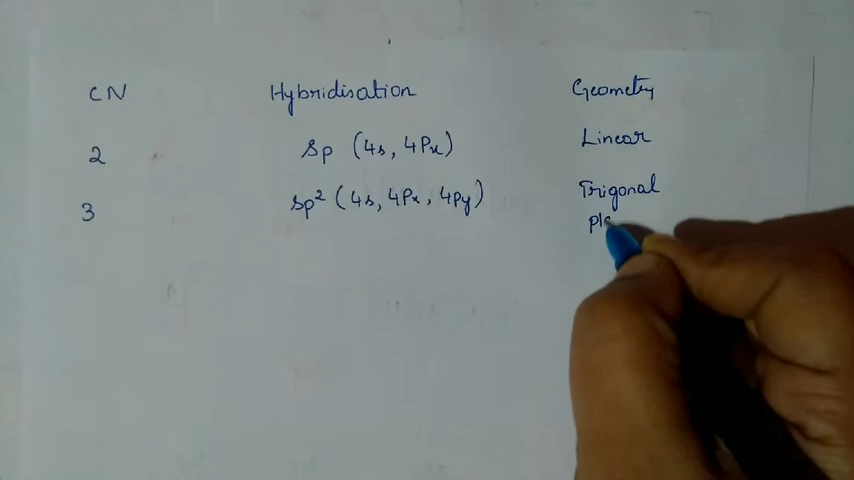 CN Hybridisation Geometry
2 sp (4s, 4Px) Linear
3 sp² (4s, 4Px, 4Py) Trigonal